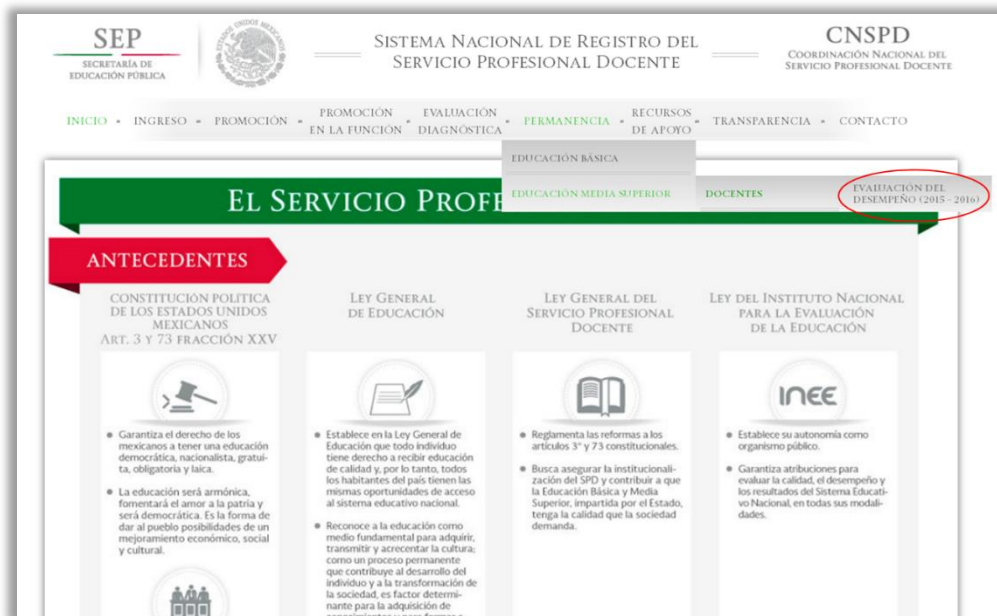 SEP
SECRETARÍA DE
EDUCACIÓN PÚBLICA
ESTADOS UNIDOS MEXICANOS
SISTEMA NACIONAL DE REGISTRO DEL
SERVICIO PROFESIONAL DOCENTE
CNSPD
COORDINACIÓN NACIONAL DEL
SERVICIO PROFESIONAL DOCENTE
INICIO
INGRESO
PROMOCIÓN
PROMOCIÓN
EN LA FUNCIÓN
EVALUACIÓN
DIAGNÓSTICA
PERMANENCIA
RECURSOS
DE APOYO
TRANSPARENCIA
CONTACTO
EDUCACIÓN BÁSICA
EDUCACIÓN MEDIA SUPERIOR
DOCENTES
EVALUACIÓN DEL
DESEMPEÑO (2015 - 2016)
EL SERVICIO PROFE
ANTECEDENTES
CONSTITUCIÓN POLÍTICA
DE LOS ESTADOS UNIDOS
MEXICANOS
ART. 3 Y 73 FRACCIÓN XXV
• Garantiza el derecho de los
mexicanos a tener una educación
democrática, nacionalista, gratui-
ta, obligatoria y laica.
• La educación será armónica,
fomentará el amor a la patria y
será democrática. Es la forma de
dar al pueblo posibilidades de un
mejoramiento económico, social
y cultural.
LEY GENERAL
DE EDUCACIÓN
• Establece en la Ley General de
Educación que todo individuo
tiene derecho a recibir educación
de calidad y, por lo tanto, todos
los habitantes del país tienen las
mismas oportunidades de acceso
al sistema educativo nacional.
• Reconoce a la educación como
medio fundamental para adquirir,
transmitir y acrecentar la cultura;
como un proceso permanente
que contribuye al desarrollo del
individuo y a la transformación de
la sociedad, es factor determi-
nante para la adquisición de
LEY GENERAL DEL
SERVICIO PROFESIONAL
DOCENTE
• Reglamenta las reformas a los
artículos 3° y 73 constitucionales.
• Busca asegurar la institucionali-
zación del SPD y contribuir a que
la Educación Básica y Media
Superior, impartida por el Estado,
tenga la calidad que la sociedad
demanda.
LEY DEL INSTITUTO NACIONAL
PARA LA EVALUACIÓN
DE LA EDUCACIÓN
INEE
• Establece su autonomía como
organismo público.
• Garantiza atribuciones para
evaluar la calidad, el desempeño y
los resultados del Sistema Educati-
vo Nacional, en todas sus modali-
dades.